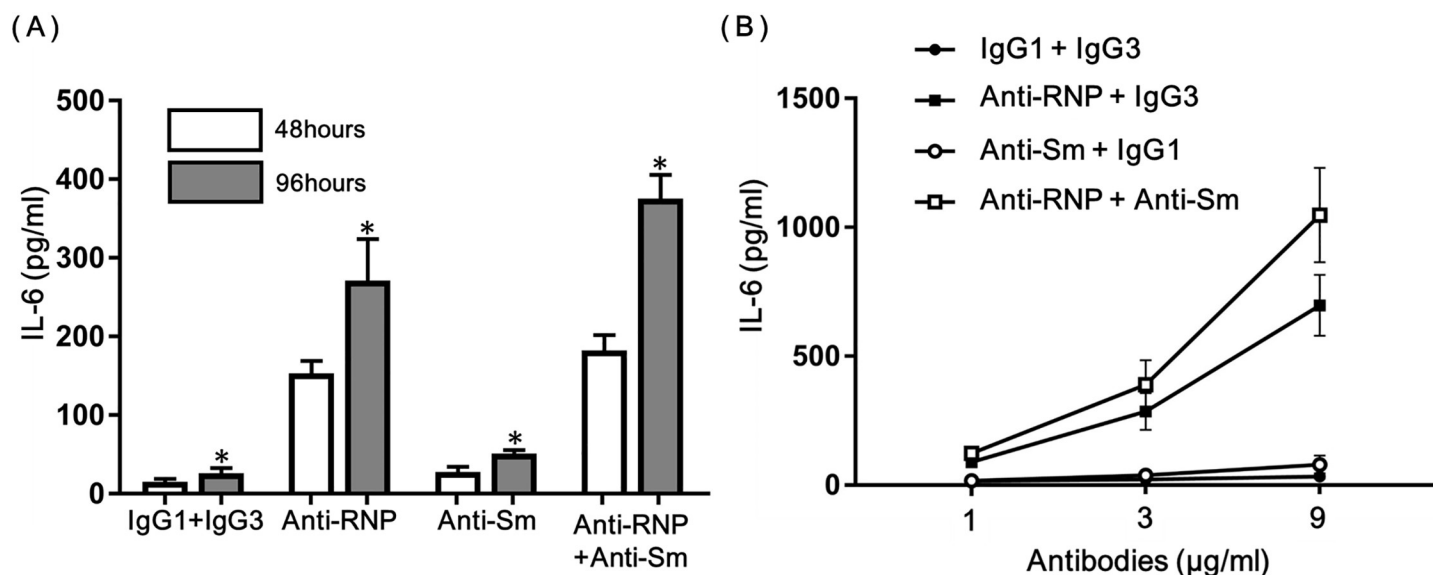 (A)
500
400
300
200
100
0
IL-6 (pg/ml)
48hours
96hours
*
*
*
*
IgG1+IgG3
Anti-RNP
Anti-Sm
Anti-RNP
+Anti-Sm
(B)
IgG1 + IgG3
Anti-RNP + IgG3
Anti-Sm + IgG1
Anti-RNP + Anti-Sm
1500
1000
500
0
IL-6 (pg/ml)
1
3
9
Antibodies (μg/ml)